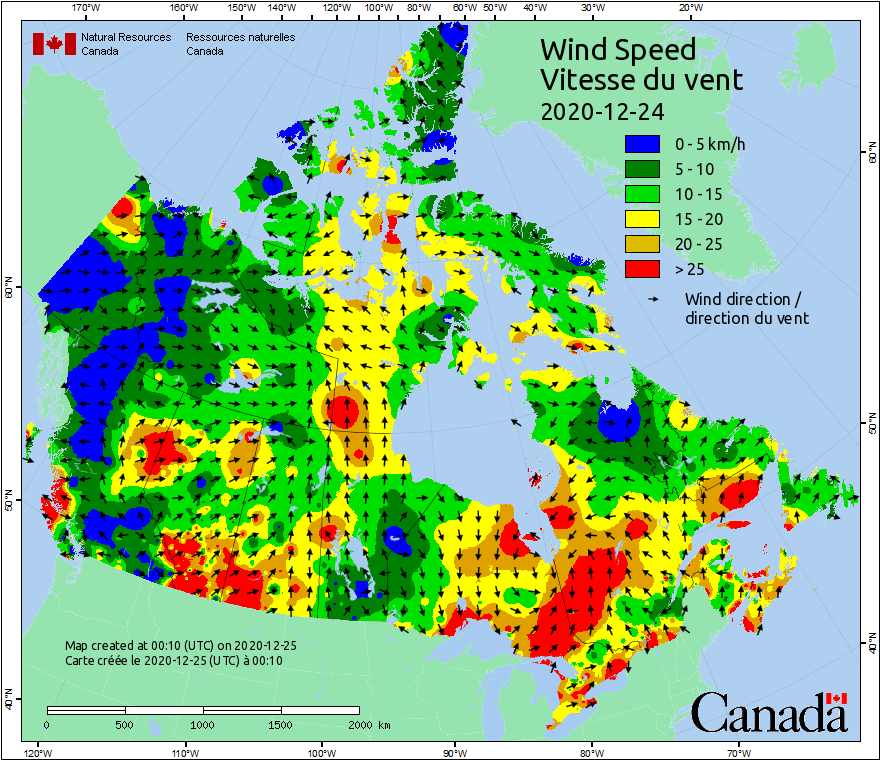 170°W 160°W 150°W 140°W 130°W 120°W 110°W 100°W 80°W 60°W 50°W 40°W 30°W 20°W
Natural Resources Ressources naturelles
Canada Canada
Wind Speed
Vitesse du vent
2020-12-24
0 - 5 km/h
5 - 10
10 - 15
15 - 20
20 - 25
> 25
Wind direction /
direction du vent
60°N
60°N
50°N
50°N
40°N
40°N
Map created at 00:10 (UTC) on 2020-12-25
Carte créée le 2020-12-25 (UTC) à 00:10
0 500 1000 1500 2000 km
Canada
120°W 110°W 100°W 90°W 80°W 70°W